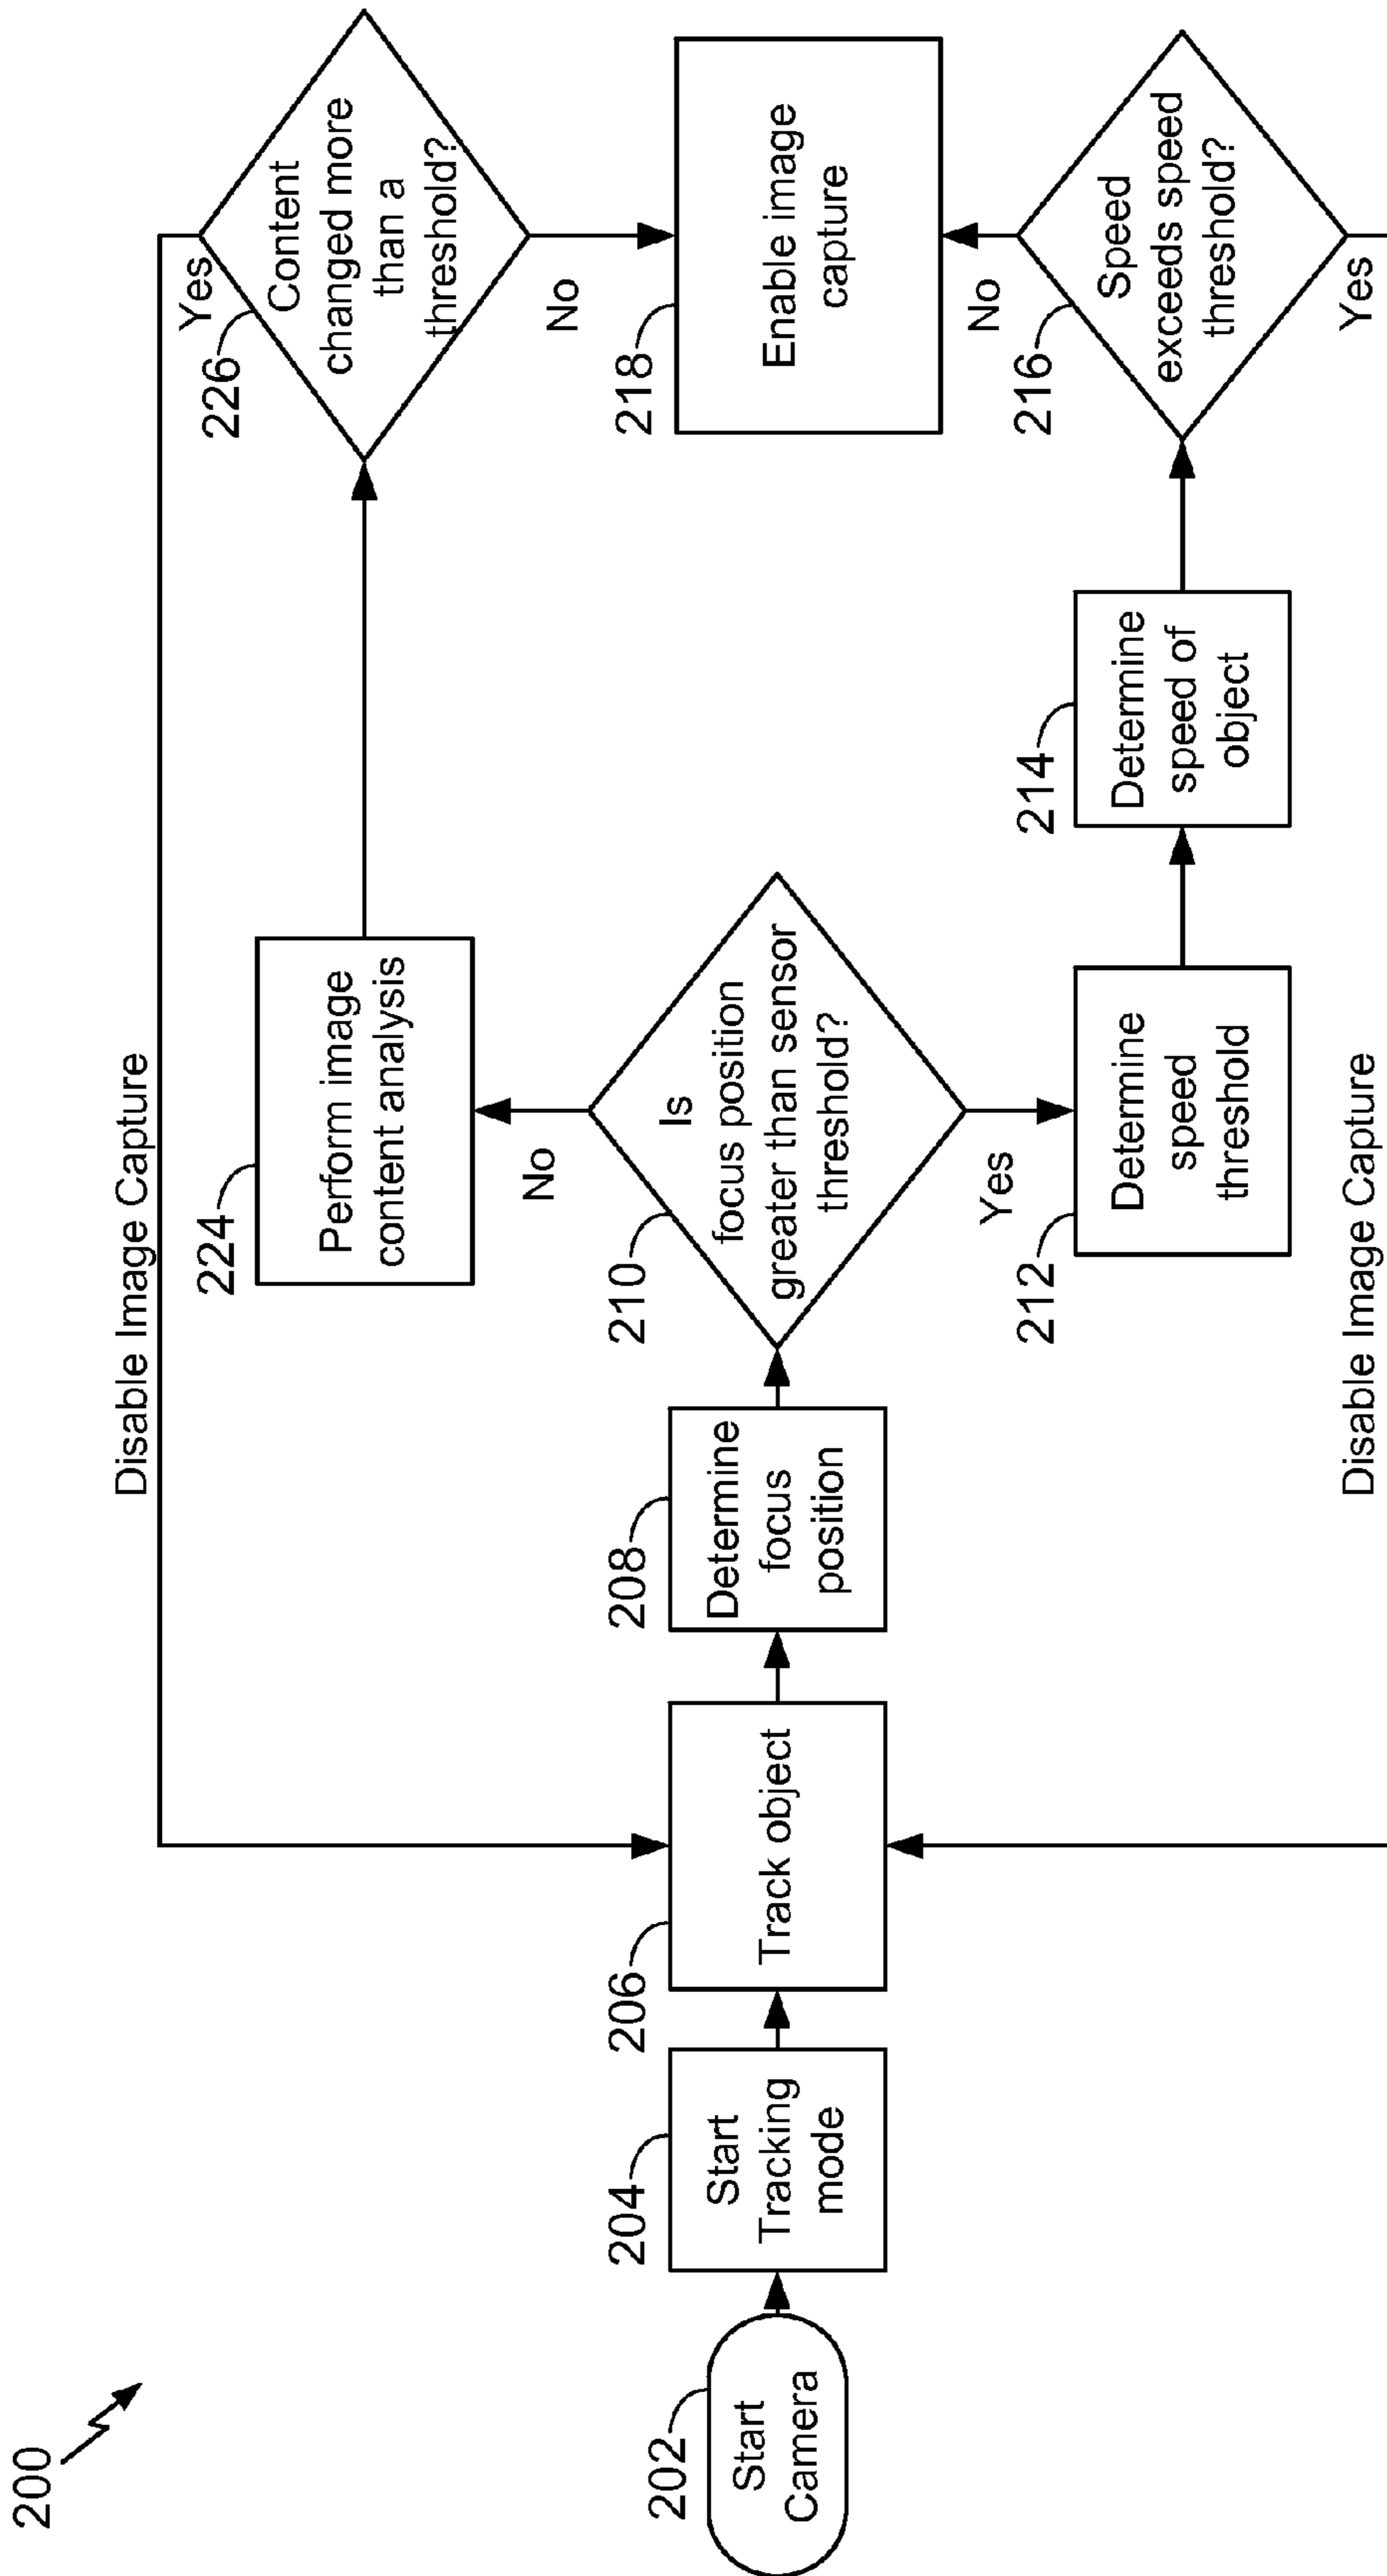 200
202
Start
Camera
204
Start
Tracking
mode
206
Track object
208
Determine
focus
position
210
Is
focus position
greater than sensor
threshold?
No
Yes
224
Perform image
content analysis
212
Determine
speed
threshold
214
Determine
speed of
object
226
Content
changed more
than a
threshold?
Yes
No
218
Enable image
capture
216
Speed
exceeds speed
threshold?
No
Yes
Disable Image Capture
Disable Image Capture